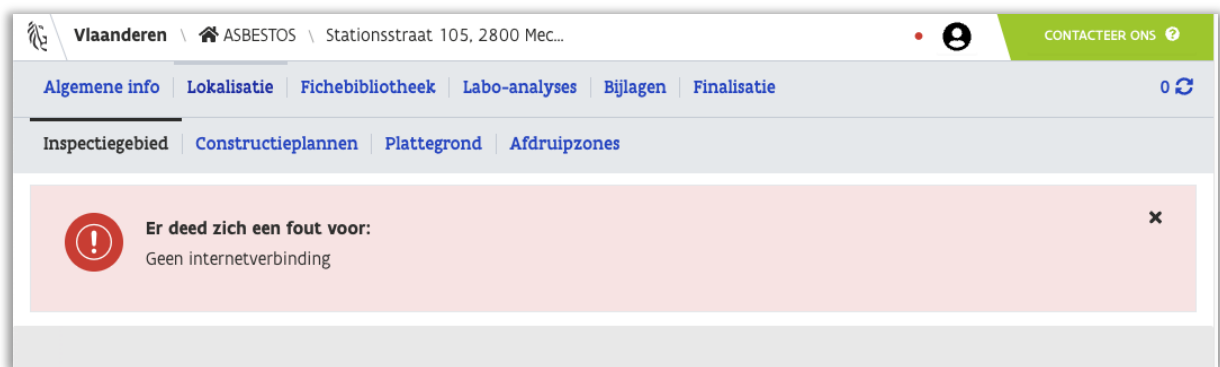 Vlaanderen \ ASBESTOS \ Stationsstraat 105, 2800 Mec... CONTACTEER ONS ?
Algemene info Lokalisatie Fichebibliotheek Labo-analyses Bijlagen Finalisatie 0
Inspectiegebied Constructieplannen Plattegrond Afdruipzones
Er deed zich een fout voor:
Geen internetverbinding